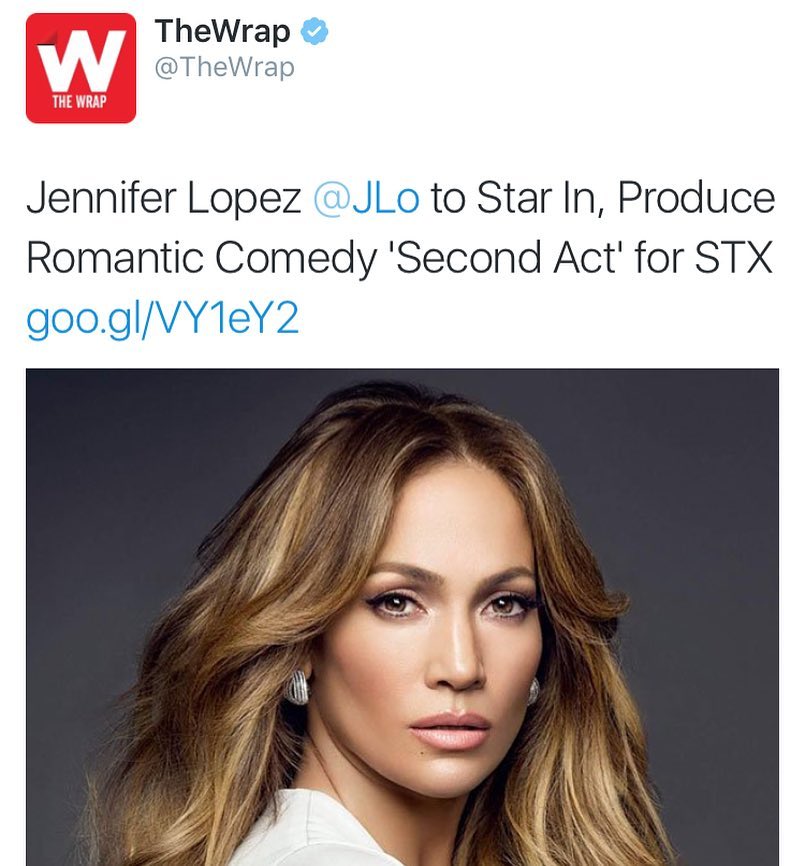 W
THE WRAP
TheWrap
@TheWrap
Jennifer Lopez @JLo to Star In, Produce
Romantic Comedy 'Second Act' for STX
goo.gl/VY1eY2